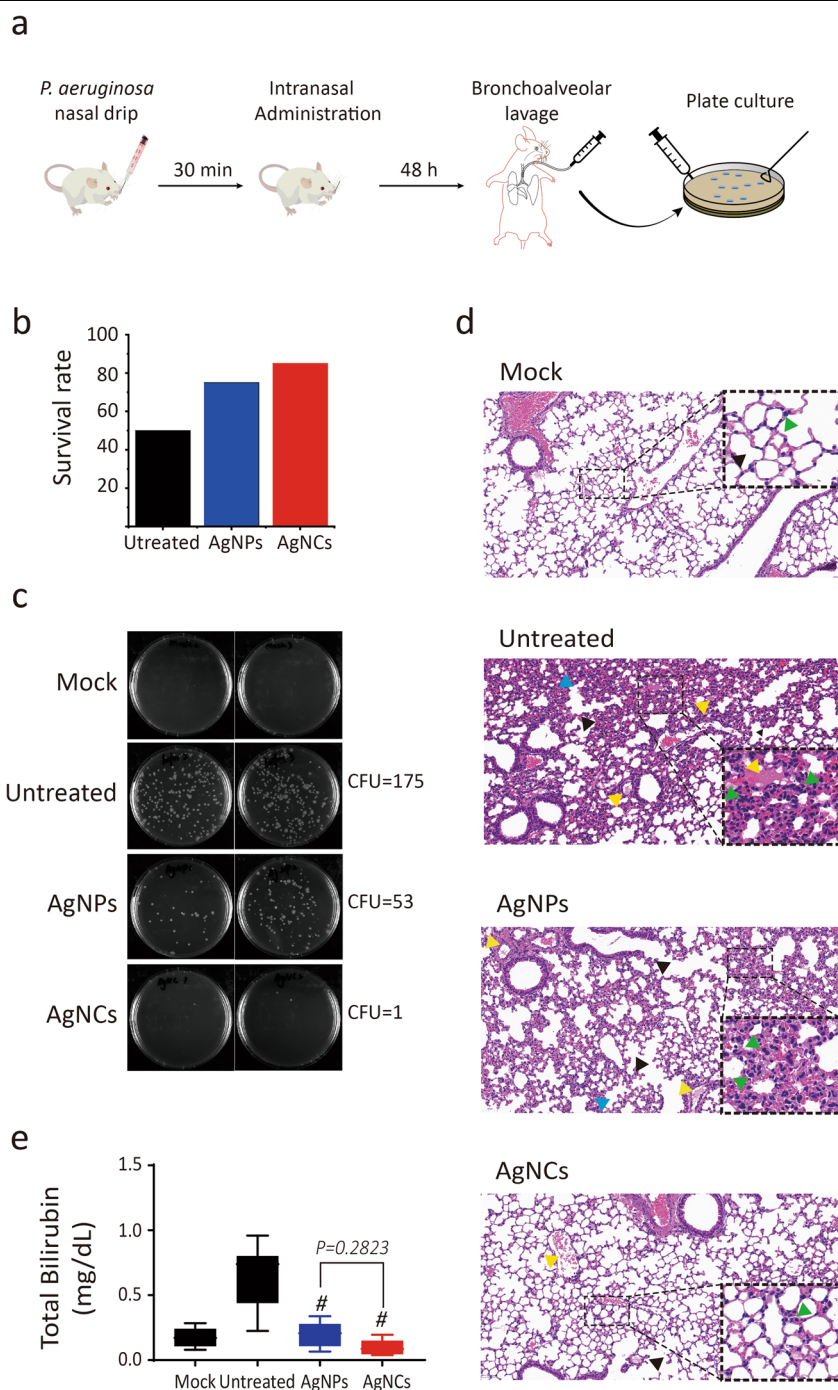 a
P. aeruginosa
nasal drip
30 min
Intranasal
Administration
48 h
Bronchoalveolar
lavage
Plate culture
b
Survival rate
100
80
60
40
20
Utreated
AgNPs
AgNCs
c
Mock
Untreated
CFU=175
AgNPs
CFU=53
AgNCs
CFU=1
d
Mock
Untreated
AgNPs
AgNCs
e
Total Bilirubin
(mg/dL)
1.5
1.0
0.5
0.0
P=0.2823
#
#
Mock
Untreated
AgNPs
AgNCs